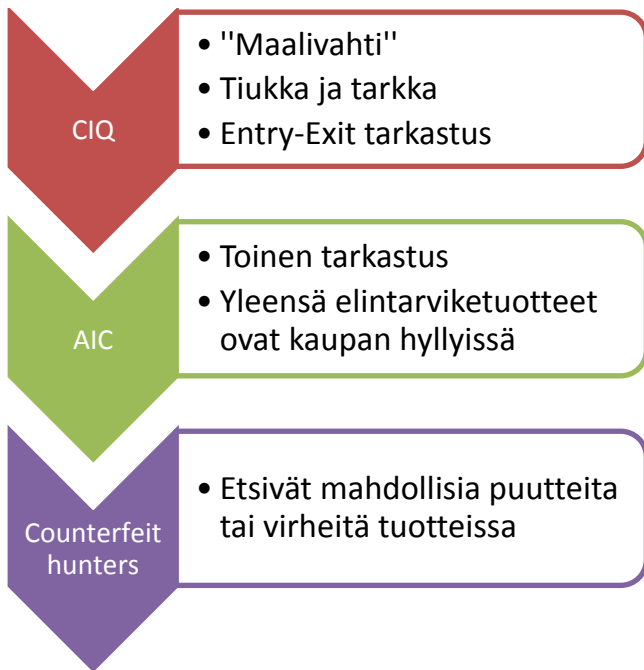 CIQ
• "Maalivahti"
• Tiukka ja tarkka
• Entry-Exit tarkastus
AIC
• Toinen tarkastus
• Yleensä elintarviketuotteet
ovat kaupan hyllyissä
Counterfeit
hunters
• Etsivät mahdollisia puutteita
tai virheitä tuotteissa